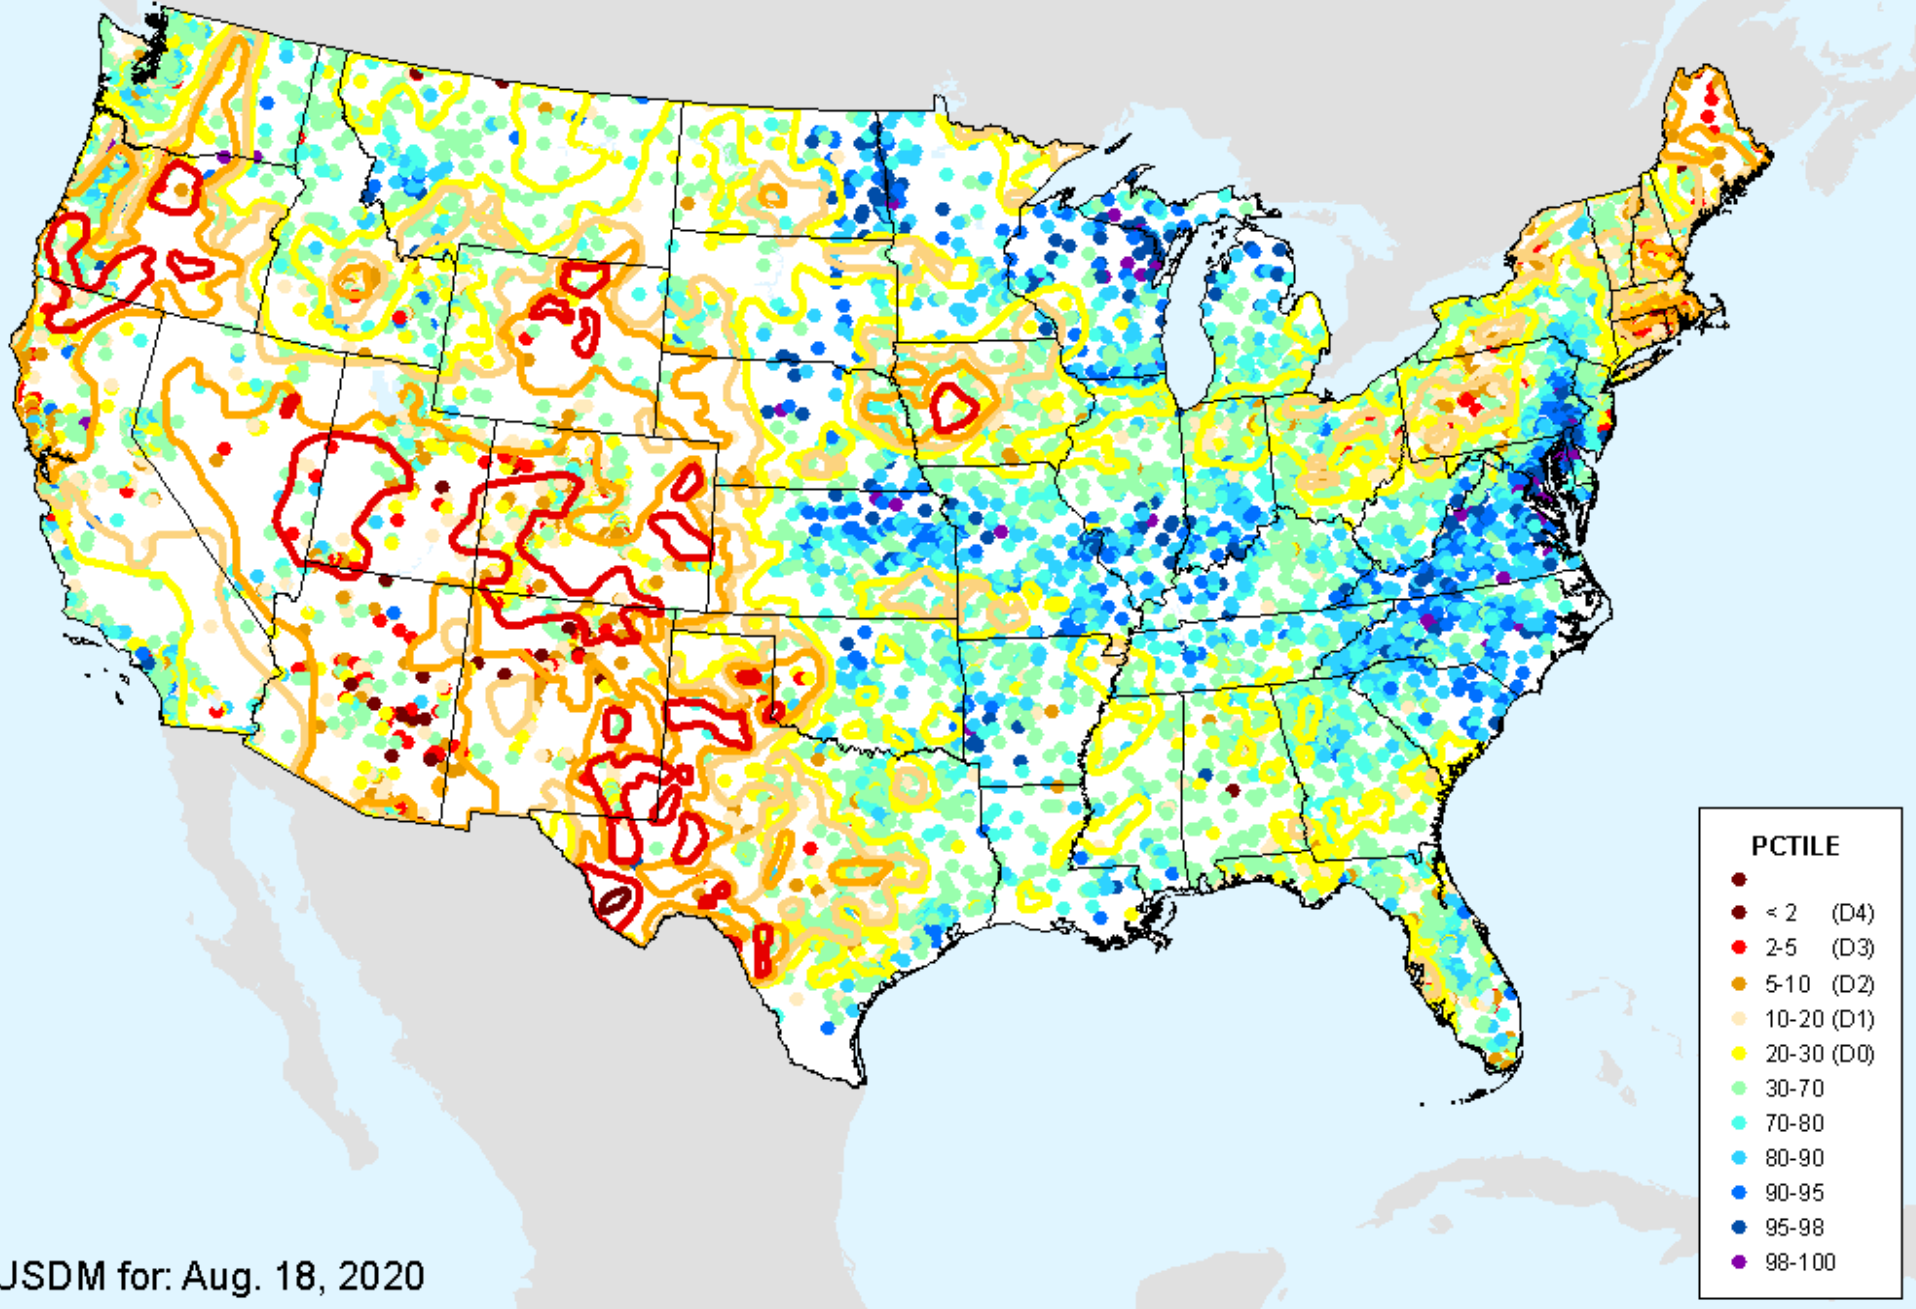 PCTILE
< 2 (D4)
2-5 (D3)
5-10 (D2)
10-20 (D1)
20-30 (D0)
30-70
70-80
80-90
90-95
95-98
98-100
USDM for: Aug. 18, 2020